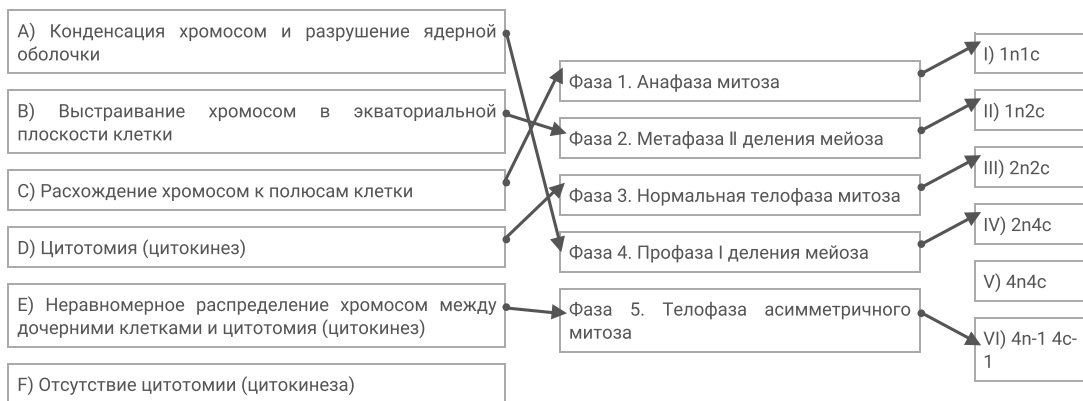 A) Конденсация хромосом и разрушение ядерной
оболочки
B) Выстраивание хромосом в экваториальной
плоскости клетки
C) Расхождение хромосом к полюсам клетки
D) Цитотомия (цитокинез)
E) Неравномерное распределение хромосом между
дочерними клетками и цитотомия (цитокинез)
F) Отсутствие цитотомии (цитокинеза)
Фаза 1. Анафаза митоза
Фаза 2. Метафаза II деления мейоза
Фаза 3. Нормальная телофаза митоза
Фаза 4. Профаза I деления мейоза
Фаза 5. Телофаза асимметричного
митоза
I) 1n1c
II) 1n2c
III) 2n2c
IV) 2n4c
V) 4n4c
VI) 4n-1 4c-
1